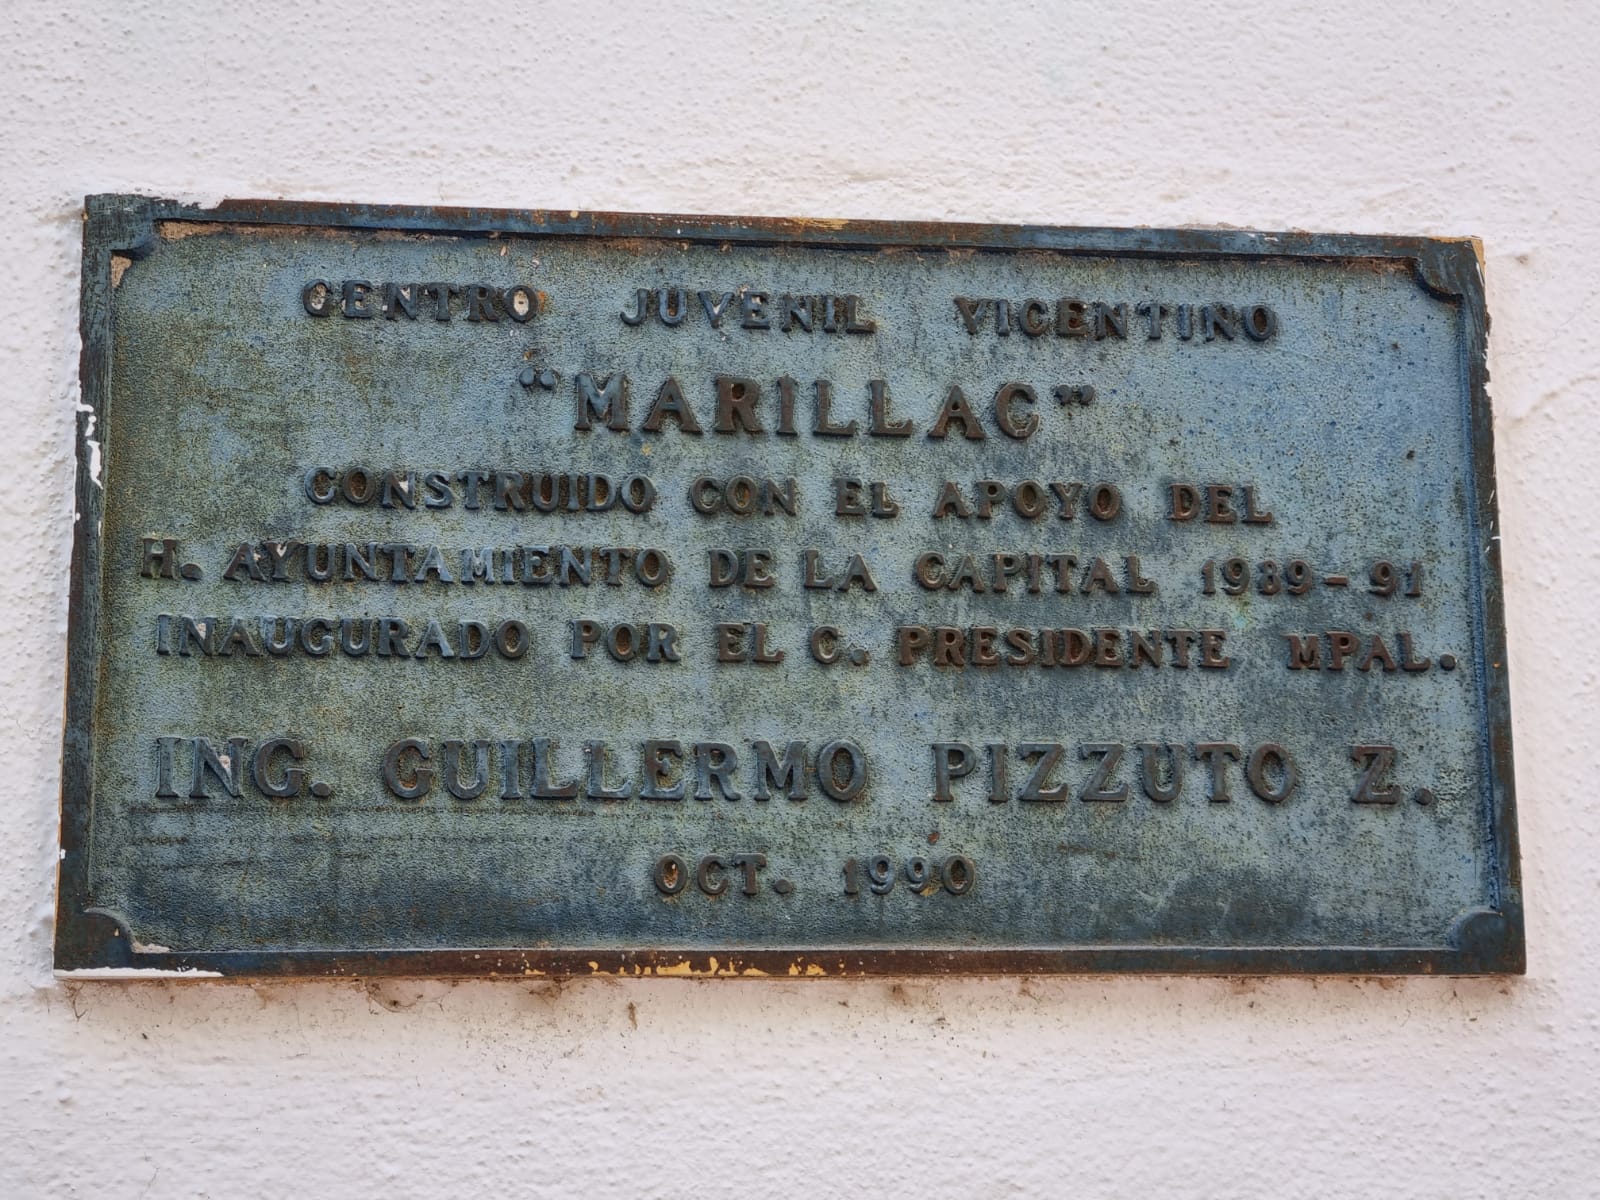 CENTRO JUVENIL VICENTINO
"MARILLAC"
CONSTRUIDO CON EL APOYO DEL
H. AYUNTAMIENTO DE LA CAPITAL 1989-91
INAUGURADO POR EL C. PRESIDENTE MPAL.
ING. GUILLERMO PIZZUTO Z.
OCT. 1990